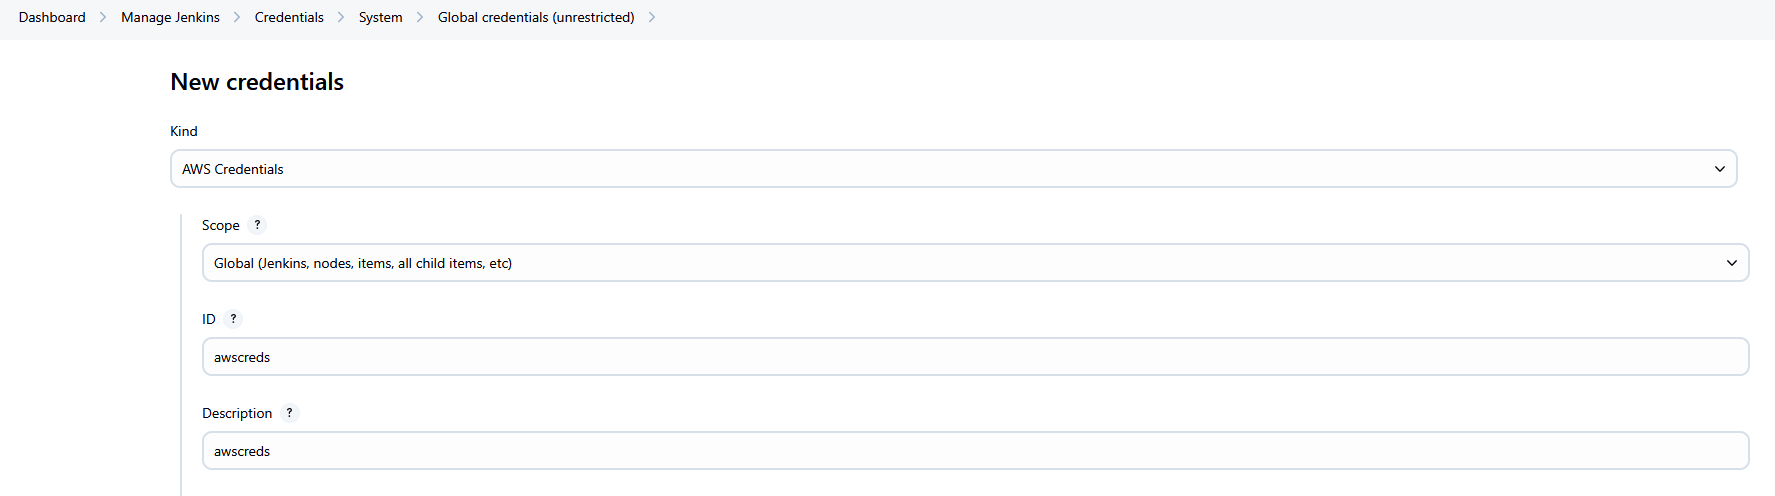 Dashboard > Manage Jenkins > Credentials > System > Global credentials (unrestricted) >
New credentials
Kind
AWS Credentials
Scope ?
Global (Jenkins, nodes, items, all child items, etc)
ID ?
awscreds
Description ?
awscreds